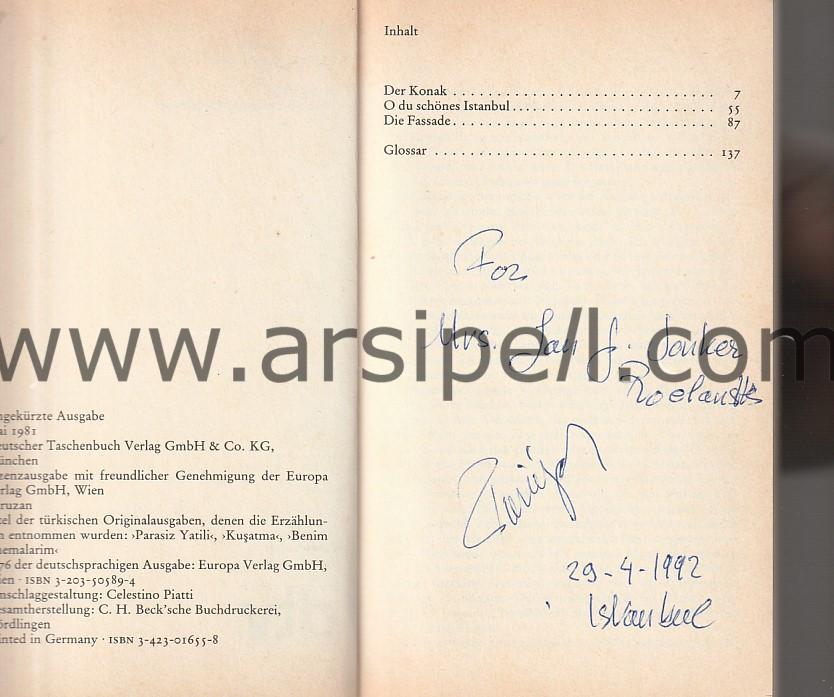 ngekürzte Ausgabe
ai 1981
eutscher Taschenbuch Verlag GmbH & Co. KG,
ünchen
zenzausgabe mit freundlicher Genehmigung der Europa
rlag GmbH, Wien
ruzan
tel der türkischen Originalausgaben, denen die Erzählun-
n entnommen wurden: ›Parasiz Yatili‹, ›Kuşatma‹, ›Benim
nemalarim‹
76 der deutschsprachigen Ausgabe: Europa Verlag GmbH,
ien · ISBN 3-203-50589-4
nschlaggestaltung: Celestino Piatti
esamtherstellung: C. H. Beck'sche Buchdruckerei,
ördlingen
inted in Germany · ISBN 3-423-01655-8
Inhalt
Der Konak . . . . . . . . . . . . . . . . . . . . . . . . . . . . . 7
O du schönes Istanbul . . . . . . . . . . . . . . . . . . . . . . 55
Die Fassade . . . . . . . . . . . . . . . . . . . . . . . . . . . . 87
Glossar . . . . . . . . . . . . . . . . . . . . . . . . . . . . . . 137
For
Mrs. Jan J. Jonker
Roelants
29-4-1992
Istanbul
www.arsipell.com